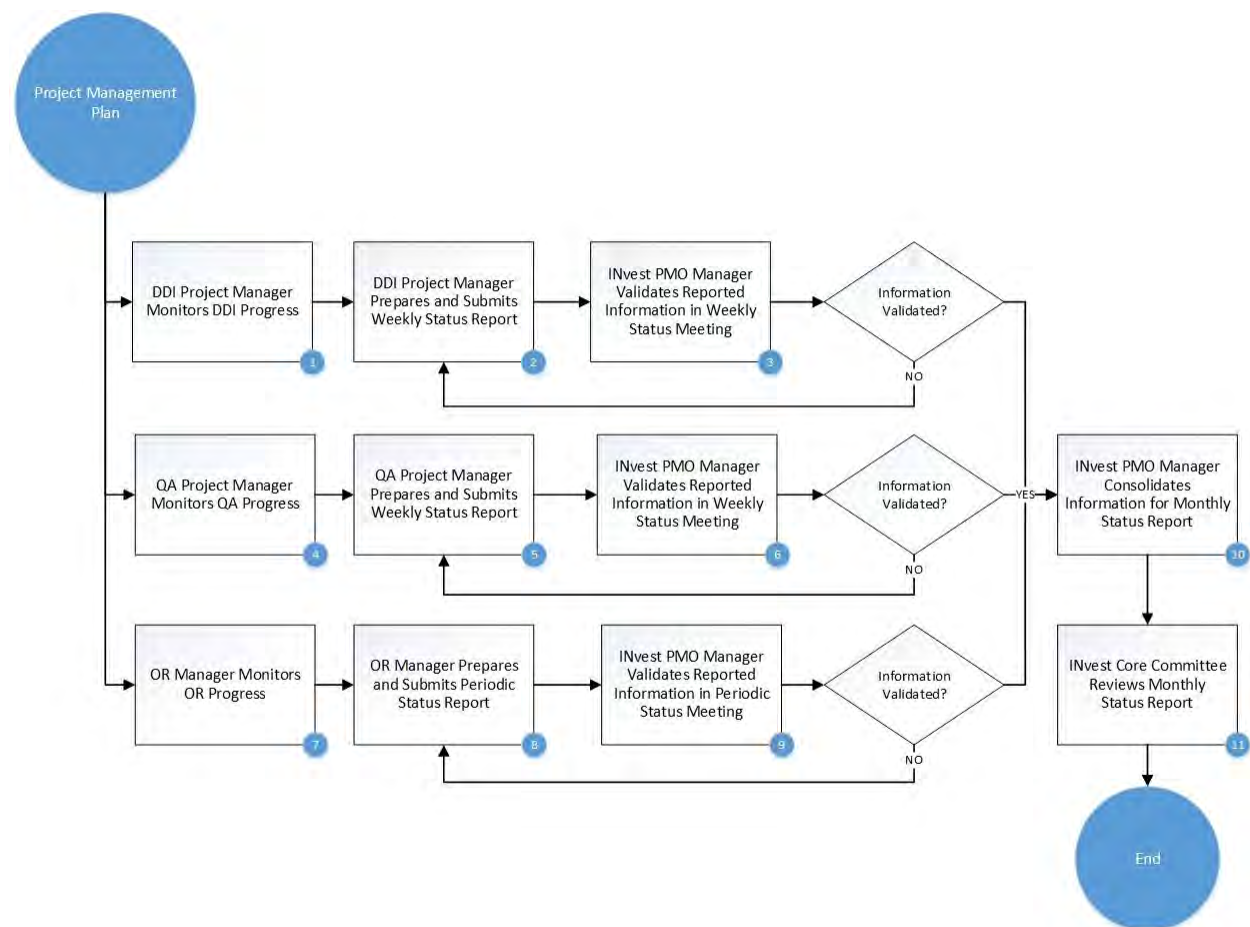 Project Management
Plan
DDI Project Manager
Monitors DDI Progress
1
DDI Project Manager
Prepares and Submits
Weekly Status Report
2
INvest PMO Manager
Validates Reported
Information in Weekly
Status Meeting
3
Information
Validated?
NO
QA Project Manager
Monitors QA Progress
4
QA Project Manager
Prepares and Submits
Weekly Status Report
5
INvest PMO Manager
Validates Reported
Information in Weekly
Status Meeting
6
Information
Validated?
NO
YES
INvest PMO Manager
Consolidates
Information for Monthly
Status Report
10
OR Manager Monitors
OR Progress
7
OR Manager Prepares
and Submits Periodic
Status Report
8
INvest PMO Manager
Validates Reported
Information in Periodic
Status Meeting
9
Information
Validated?
NO
INvest Core Committee
Reviews Monthly
Status Report
11
End